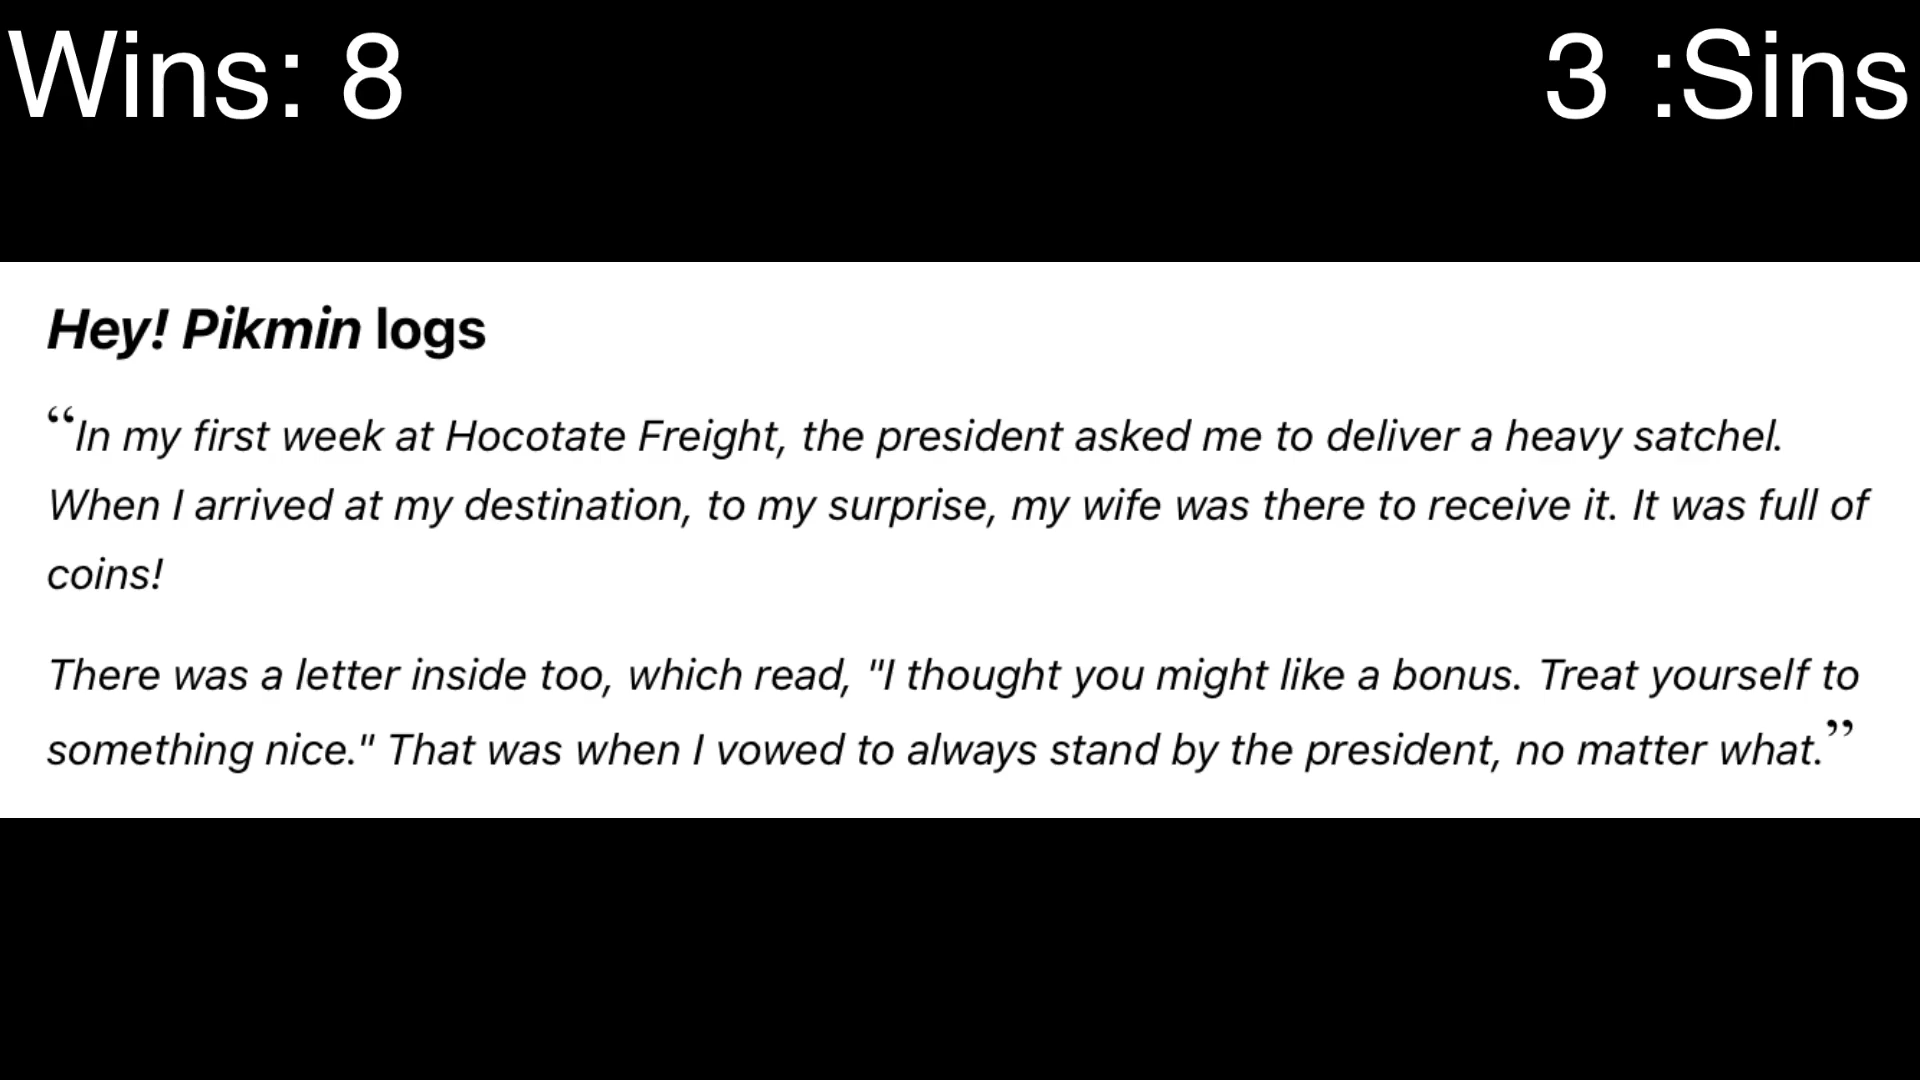 Wins: 8
3 :Sins
Hey! Pikmin logs
“In my first week at Hocotate Freight, the president asked me to deliver a heavy satchel.
When I arrived at my destination, to my surprise, my wife was there to receive it. It was full of
coins!
There was a letter inside too, which read, "I thought you might like a bonus. Treat yourself to
something nice." That was when I vowed to always stand by the president, no matter what.”